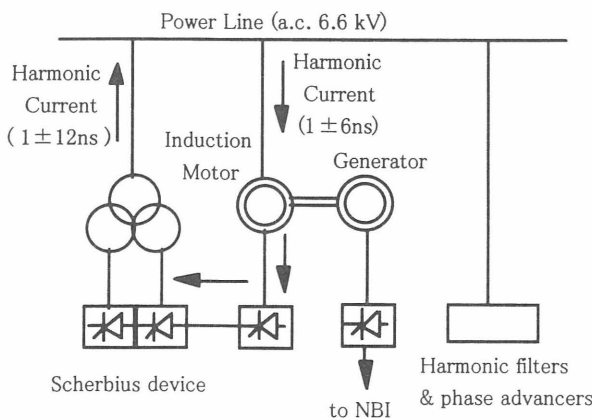 Power Line (a.c. 6.6 kV)
Harmonic
Current
( 1±12ns)
Harmonic
Current
(1±6ns)
Induction
Motor
Generator
Scherbius device
to NBI
Harmonic filters
& phase advancers